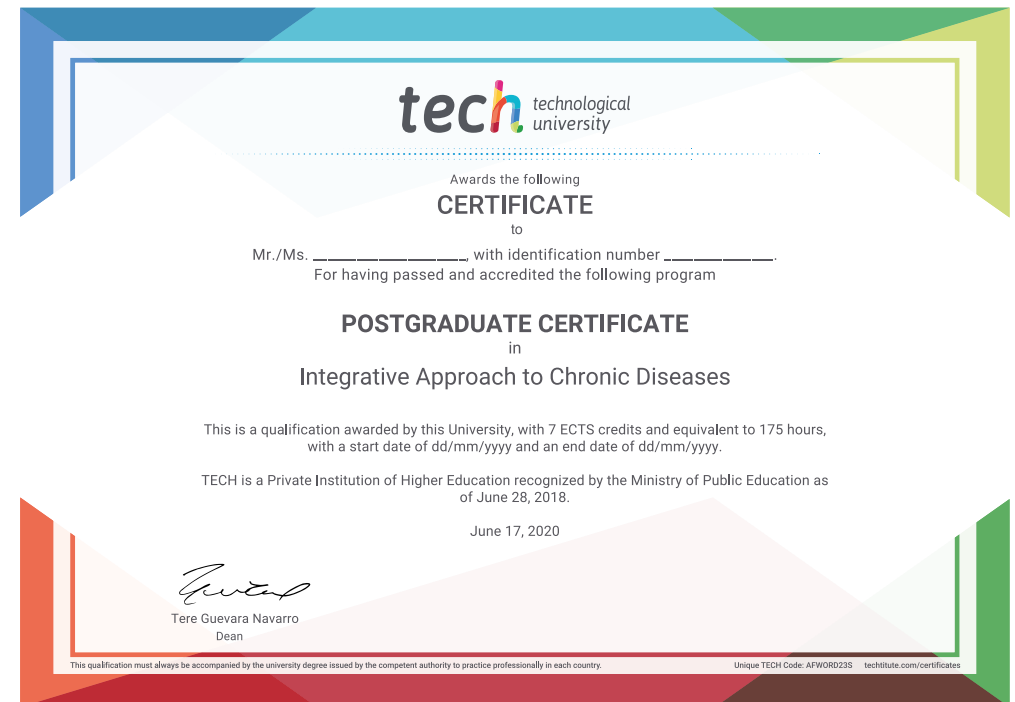 tech technological
university
Awards the following
CERTIFICATE
to
Mr./Ms. ____________________, with identification number ______________.
For having passed and accredited the following program
POSTGRADUATE CERTIFICATE
in
Integrative Approach to Chronic Diseases
This is a qualification awarded by this University, with 7 ECTS credits and equivalent to 175 hours,
with a start date of dd/mm/yyyy and an end date of dd/mm/yyyy.
TECH is a Private Institution of Higher Education recognized by the Ministry of Public Education as
of June 28, 2018.
June 17, 2020
Tere Guevara Navarro
Dean
This qualification must always be accompanied by the university degree issued by the competent authority to practice professionally in each country.
Unique TECH Code: AFWORD23S techtitute.com/certificates